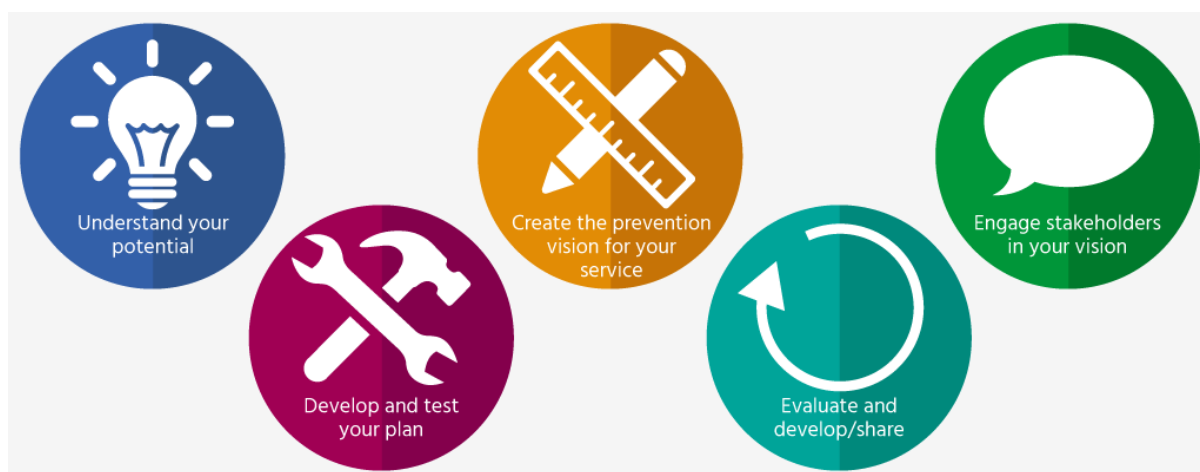 Understand your
potential
Create the prevention
vision for your
service
Engage stakeholders
in your vision
Develop and test
your plan
Evaluate and
develop/share